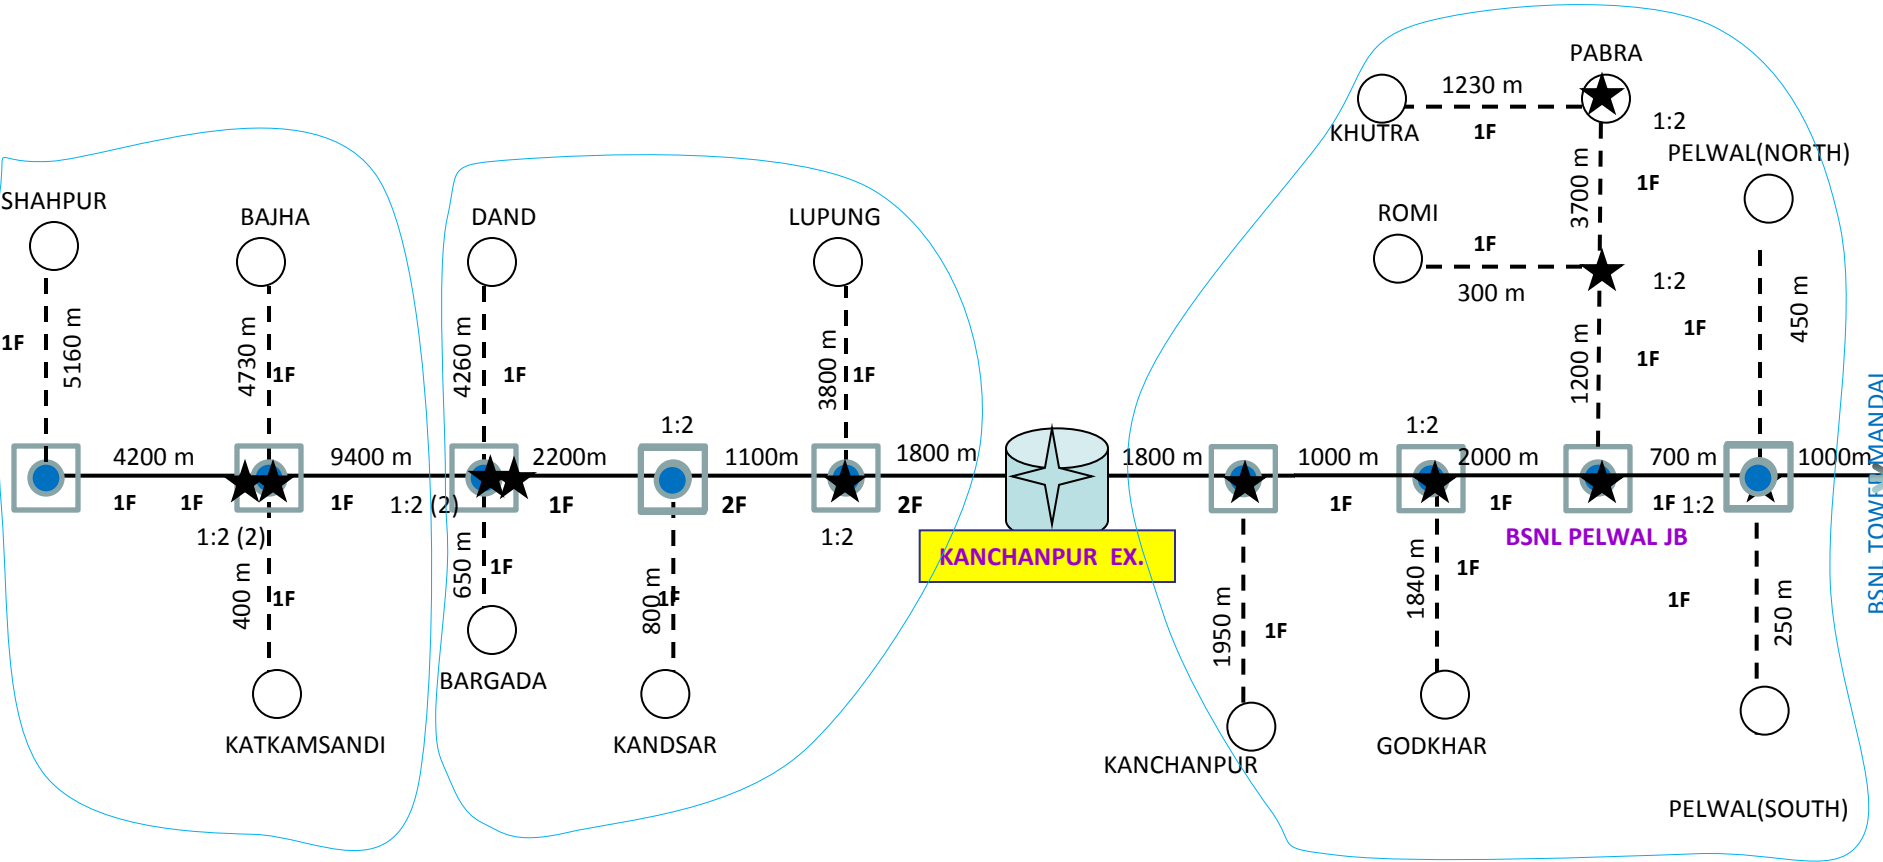 PABRA
1230 m
KHUTRA
1F
1:2
PELWAL(NORTH)
3700 m
1F
SHAHPUR
BAJHA
DAND
LUPUNG
ROMI
1F
300 m
1:2
1F
5160 m
1F
4730 m
1F
4260 m
1F
3800 m
1F
1200 m
1F
1F
450 m
1:2
1:2
4200 m
9400 m
2200m
1100m
1800 m
1800 m
1000 m
2000 m
700 m
1000m
1F
1F
1F
1:2 (2)
1F
2F
2F
1F
1F
1F
1:2
1:2 (2)
1:2
KANCHANPUR EX.
BSNL PELWAL JB
400 m
1F
650 m
1F
800 m
1F
1950 m
1F
1840 m
1F
1F
250 m
BARGADA
KATKAMSANDI
KANDSAR
KANCHANPUR
GODKHAR
PELWAL(SOUTH)